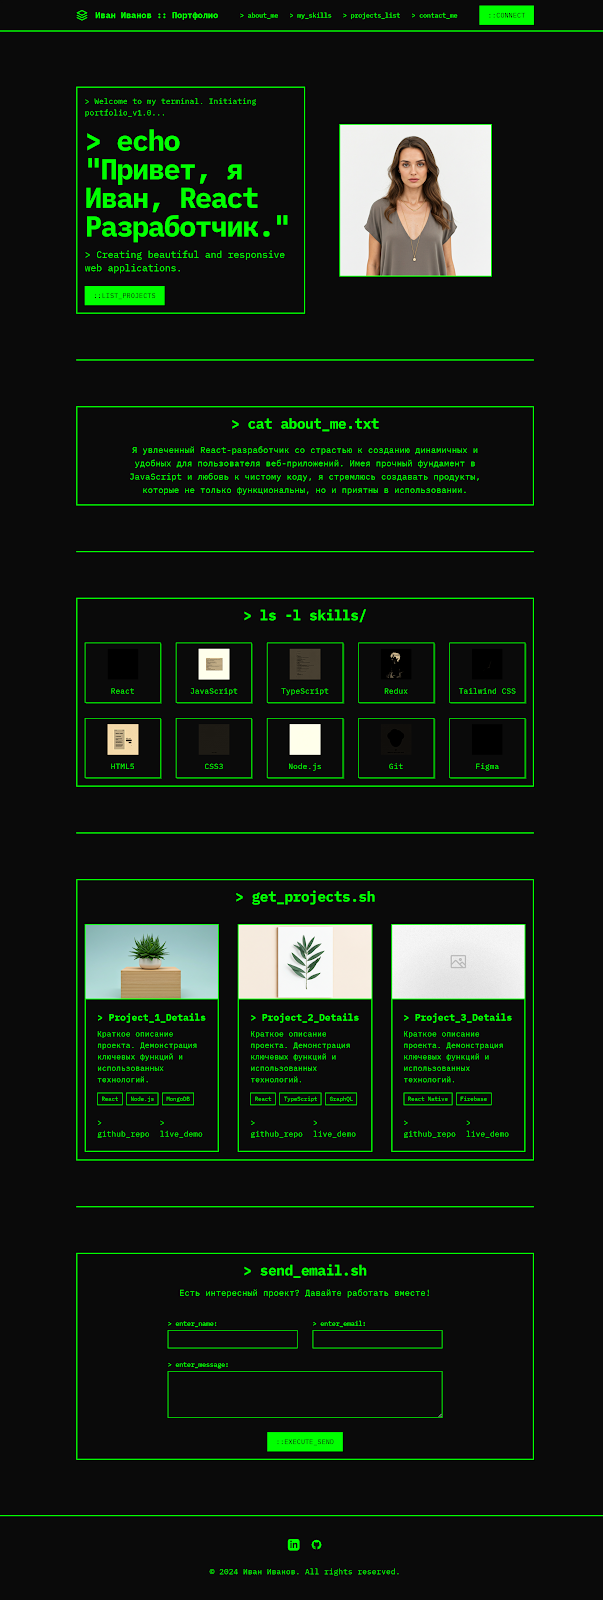 Иван Иванов :: Портфолио
> about_me
> my_skills
> projects_list
> contact_me
::CONNECT
> Welcome to my terminal. Initiating
portfolio_v1.0...
> echo
"Привет, я
Иван, React
Разработчик."
> Creating beautiful and responsive
web applications.
::LIST_PROJECTS
> cat about_me.txt
Я увлеченный React-разработчик со страстью к созданию динамичных и
удобных для пользователя веб-приложений. Имея прочный фундамент в
JavaScript и любовь к чистому коду, я стремлюсь создавать продукты,
которые не только функциональны, но и приятны в использовании.
> ls -l skills/
React
JavaScript
TypeScript
Redux
Tailwind CSS
HTML5
CSS3
Node.js
Git
Figma
> get_projects.sh
> Project_1_Details
Краткое описание
проекта. Демонстрация
ключевых функций и
использованных
технологий.
React
Node.js
MongoDB
>
github_repo
>
live_demo
> Project_2_Details
Краткое описание
проекта. Демонстрация
ключевых функций и
использованных
технологий.
React
TypeScript
GraphQL
>
github_repo
>
live_demo
> Project_3_Details
Краткое описание
проекта. Демонстрация
ключевых функций и
использованных
технологий.
React Native
Firebase
>
github_repo
>
live_demo
> send_email.sh
Есть интересный проект? Давайте работать вместе!
> enter_name:
> enter_email:
> enter_message:
::EXECUTE_SEND
© 2024 Иван Иванов. All rights reserved.